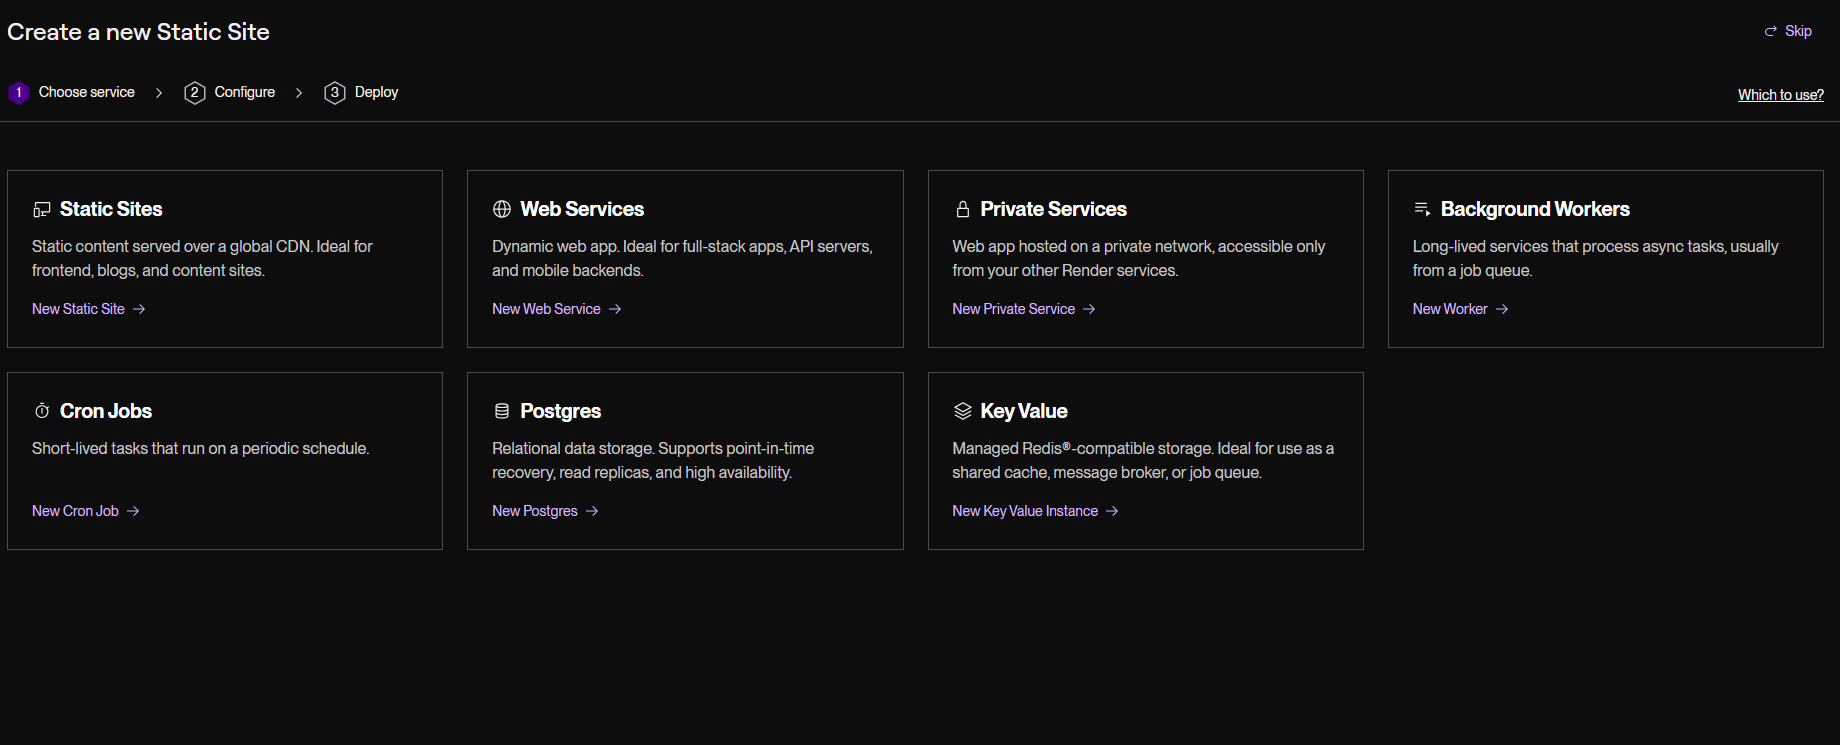 Create a new Static Site
Skip
1 Choose service 2 Configure 3 Deploy
Which to use?
Static Sites
Static content served over a global CDN. Ideal for
frontend, blogs, and content sites.
New Static Site
Web Services
Dynamic web app. Ideal for full-stack apps, API servers,
and mobile backends.
New Web Service
Private Services
Web app hosted on a private network, accessible only
from your other Render services.
New Private Service
Background Workers
Long-lived services that process async tasks, usually
from a job queue.
New Worker
Cron Jobs
Short-lived tasks that run on a periodic schedule.
New Cron Job
Postgres
Relational data storage. Supports point-in-time
recovery, read replicas, and high availability.
New Postgres
Key Value
Managed Redis®-compatible storage. Ideal for use as a
shared cache, message broker, or job queue.
New Key Value Instance